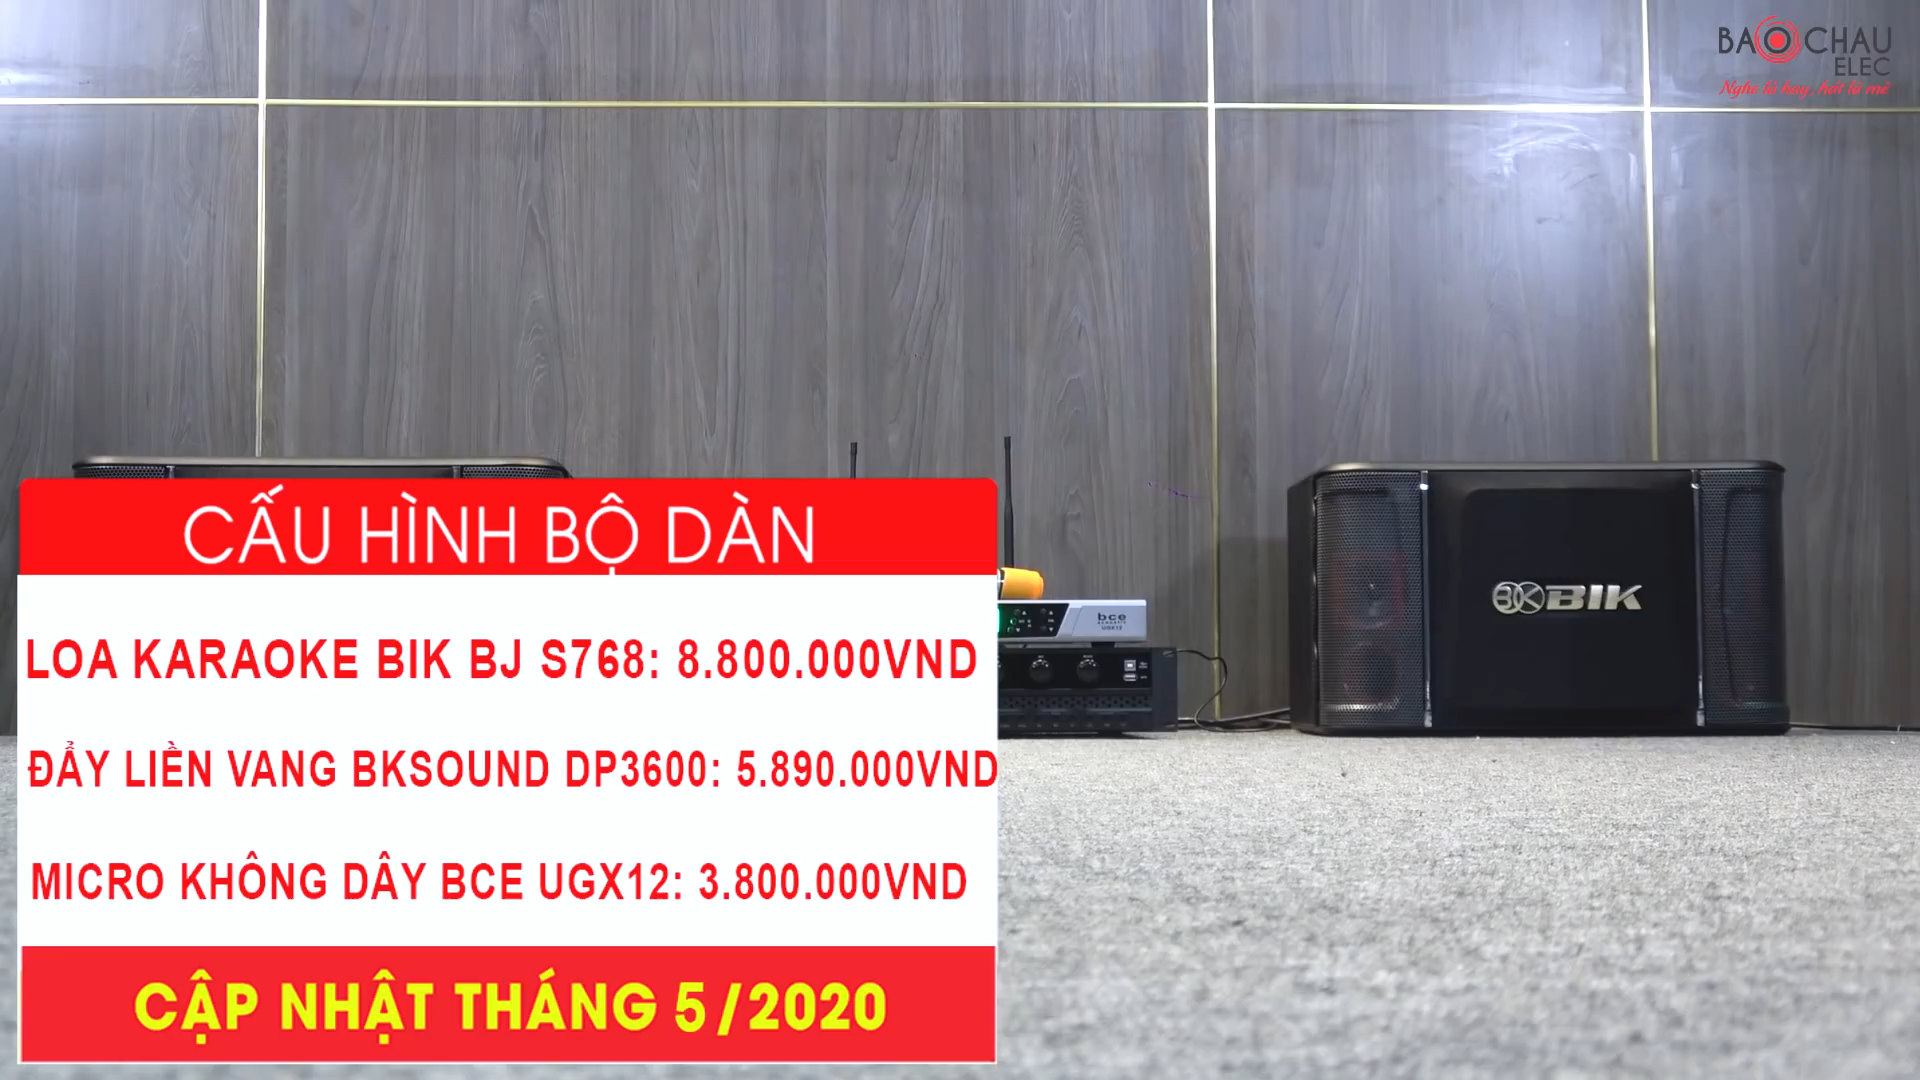 BAOCHAU
ELEC
Nghe là hay, hát là mê
CẤU HÌNH BỘ DÀN
LOA KARAOKE BIK BJ S768: 8.800.000VND
ĐẨY LIỀN VANG BKSOUND DP3600: 5.890.000VND
MICRO KHÔNG DÂY BCE UGX12: 3.800.000VND
CẬP NHẬT THÁNG 5/2020
bce
UGX12
BIK